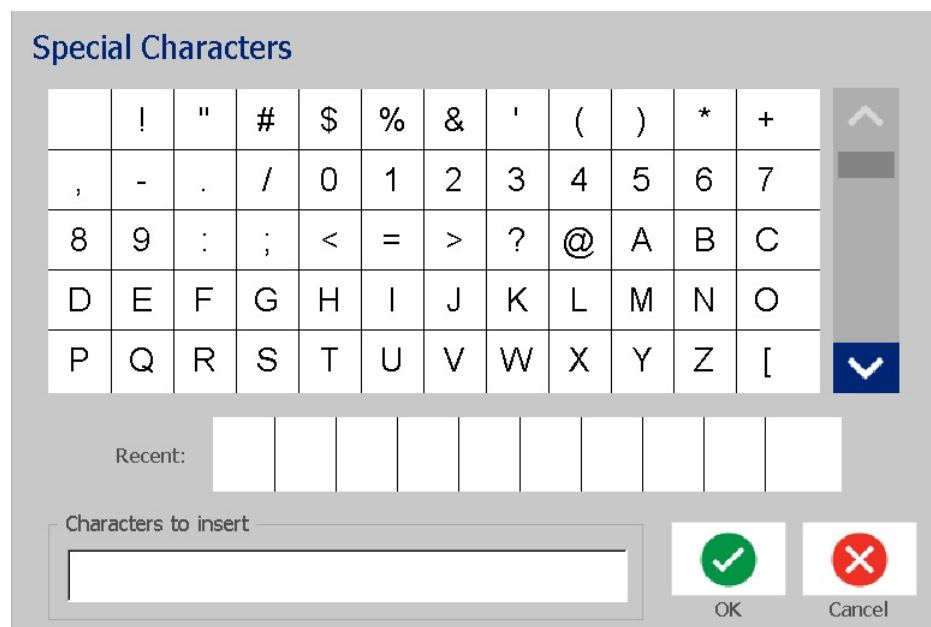 Special Characters
! " # $ % & ' ( ) * +
, - . / 0 1 2 3 4 5 6 7
8 9 : ; < = > ? @ A B C
D E F G H I J K L M N O
P Q R S T U V W X Y Z [
Recent:
Characters to insert
OK Cancel